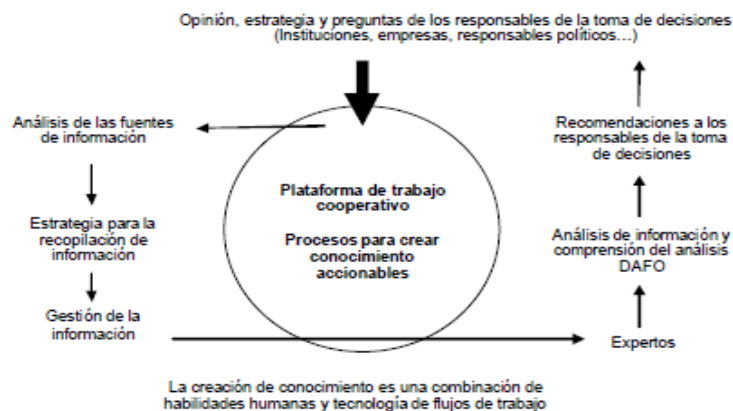 Opinión, estrategia y preguntas de los responsables de la toma de decisiones
(Instituciones, empresas, responsables políticos...)
Análisis de las fuentes
de información
Estrategia para la
recopilación de
información
Gestión de la
información
Plataforma de trabajo
cooperativo
Procesos para crear
conocimiento
accionables
Recomendaciones a los
responsables de la toma
de decisiones
Análisis de información y
comprensión del análisis
DAFO
Expertos
La creación de conocimiento es una combinación de
habilidades humanas y tecnología de flujos de trabajo